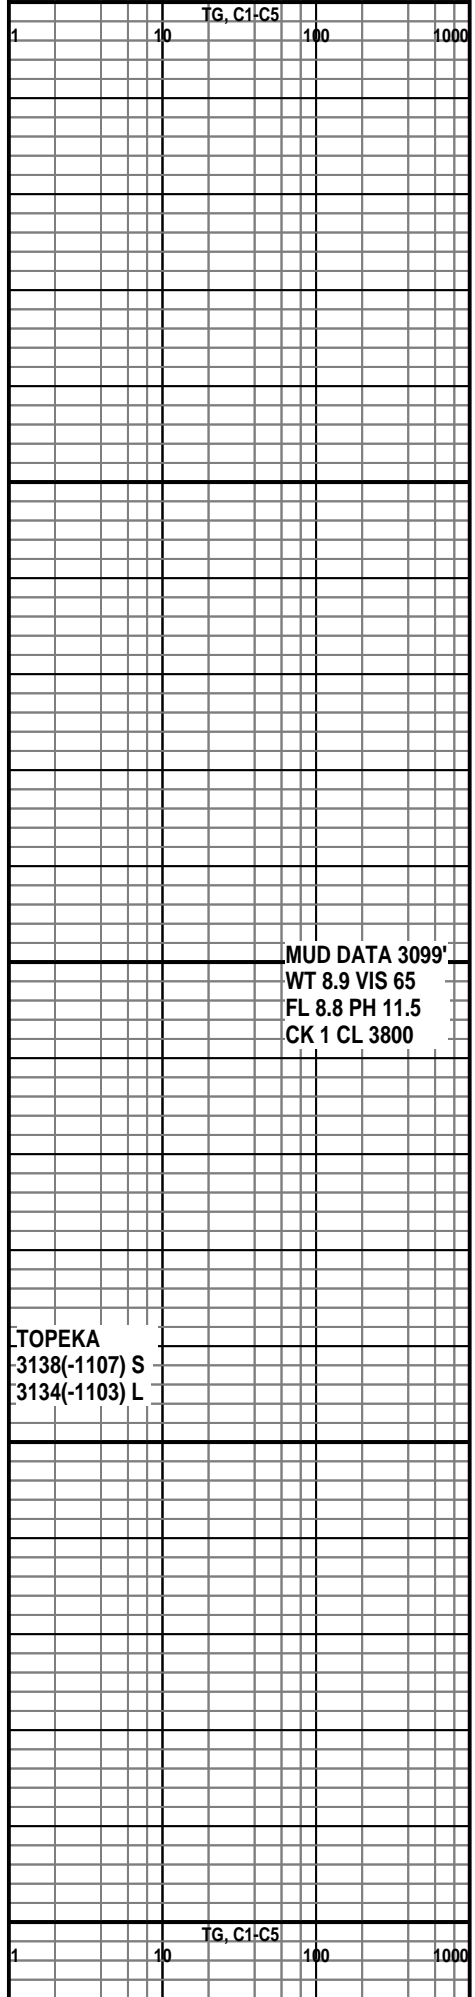 TG, C1-C5
1 10 100 1000
MUD DATA 3099'
WT 8.9 VIS 65
FL 8.8 PH 11.5
CK 1 CL 3800
TOPEKA
3138(-1107) S
3134(-1103) L
TG, C1-C5
1 10 100 1000